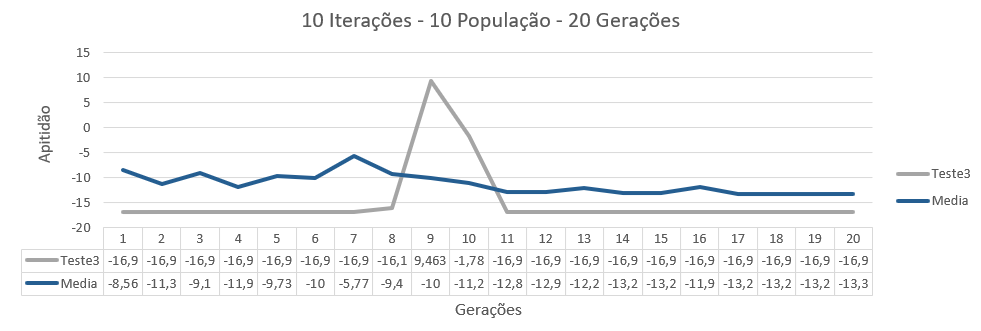 10 Iterações - 10 População - 20 Gerações
15
10
5
0
-5
-10
-15
-20
Apitidão
1 2 3 4 5 6 7 8 9 10 11 12 13 14 15 16 17 18 19 20
Teste3 -16,9 -16,9 -16,9 -16,9 -16,9 -16,9 -16,9 -16,1 9,463 -1,78 -16,9 -16,9 -16,9 -16,9 -16,9 -16,9 -16,9 -16,9 -16,9 -16,9
Media -8,56 -11,3 -9,1 -11,9 -9,73 -10 -5,77 -9,4 -10 -11,2 -12,8 -12,9 -12,2 -13,2 -13,2 -11,9 -13,2 -13,2 -13,2 -13,3
Gerações
Teste3
Media